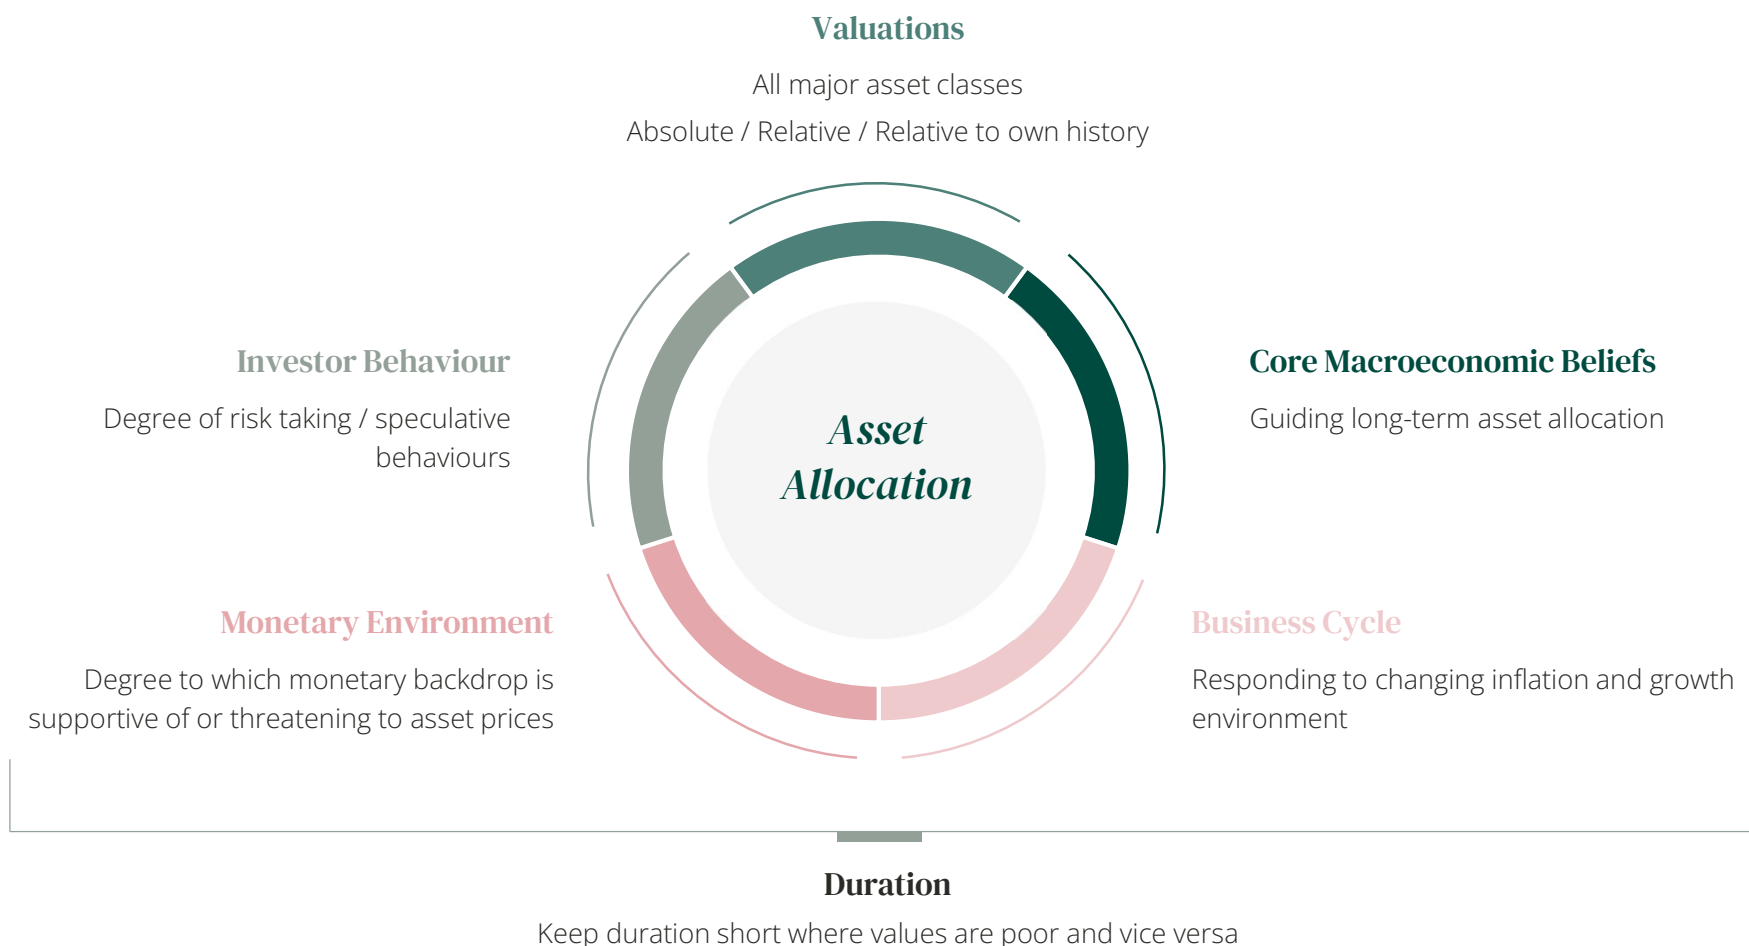 Valuations
All major asset classes
Absolute / Relative / Relative to own history
Investor Behaviour
Degree of risk taking / speculative
behaviours
Asset
Allocation
Core Macroeconomic Beliefs
Guiding long-term asset allocation
Monetary Environment
Degree to which monetary backdrop is
supportive of or threatening to asset prices
Business Cycle
Responding to changing inflation and growth
environment
Duration
Keep duration short where values are poor and vice versa